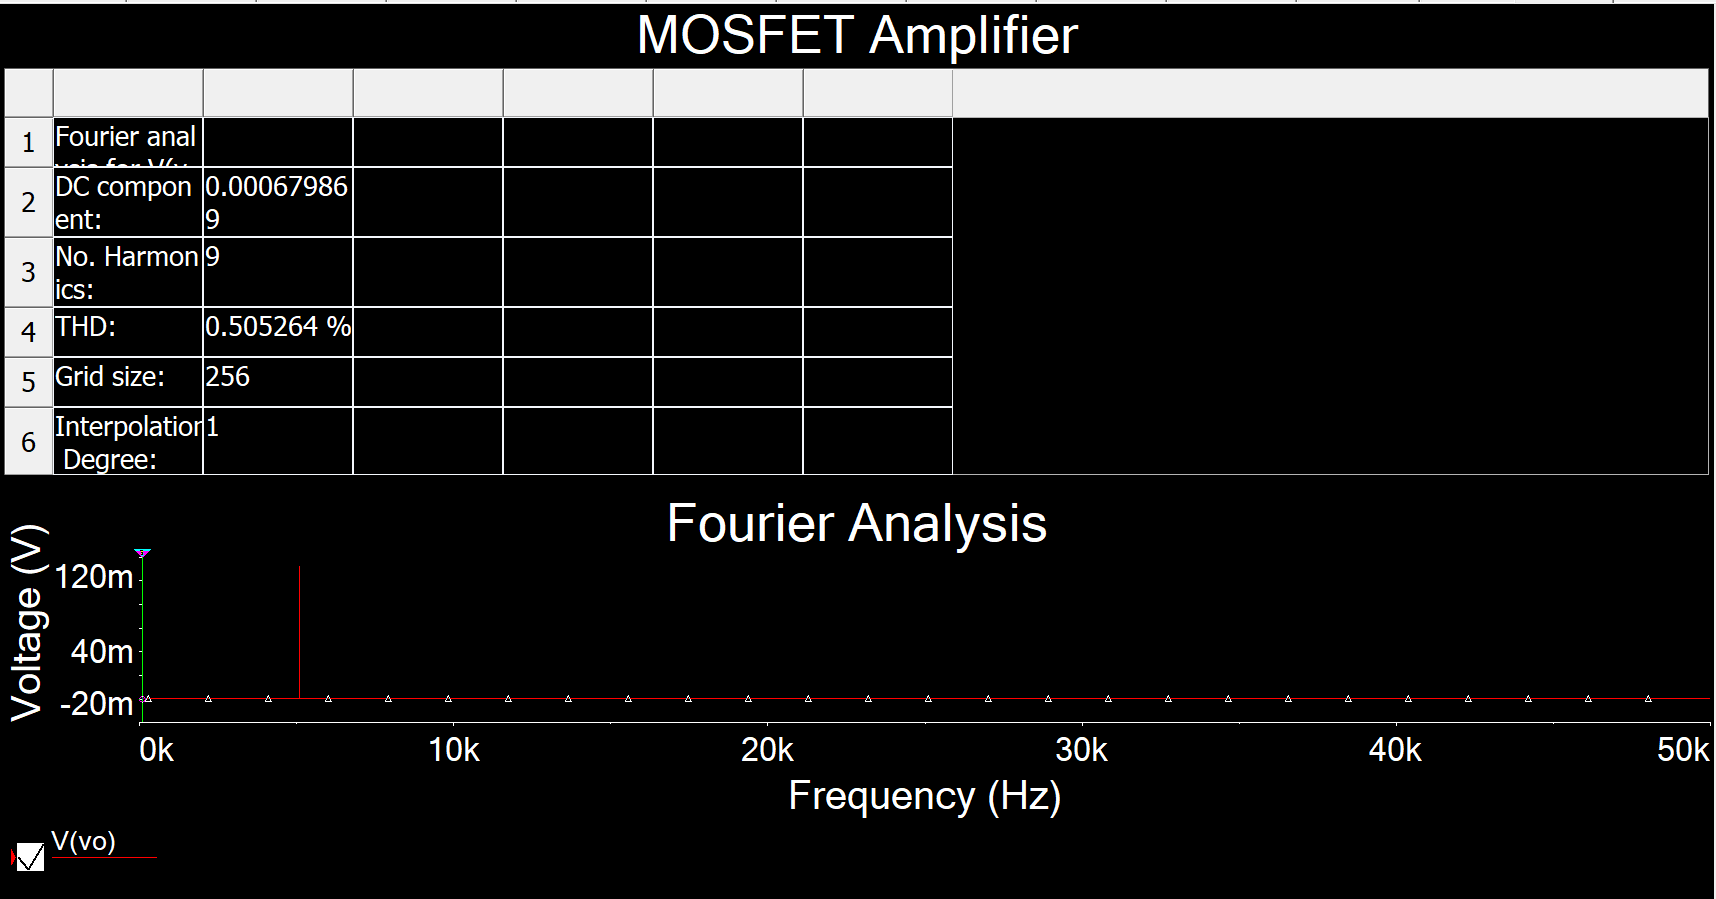 MOSFET Amplifier
1 Fourier anal
ysis for V(v
2 DC compon 0.00067986
ent: 9
3 No. Harmon 9
ics:
4 THD: 0.505264 %
5 Grid size: 256
6 Interpolation 1
Degree:
Fourier Analysis
Voltage (V)
120m
40m
-20m
0k 10k 20k 30k 40k 50k
Frequency (Hz)
V(vo)